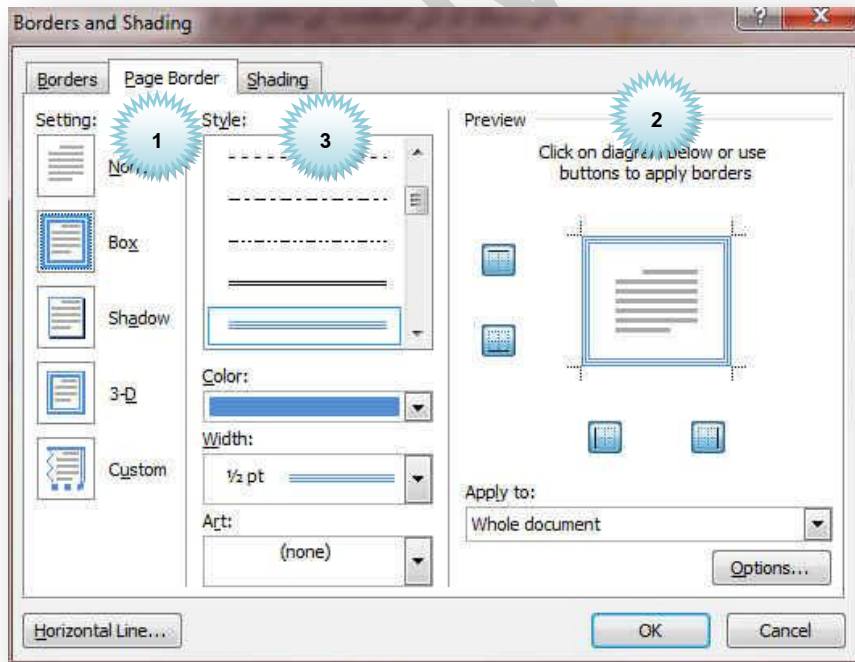 Borders and Shading
Borders
Page Border
Shading
Setting:
1
Style:
3
Preview
2
Box
Shadow
3-D
Custom
Click on below or use
buttons to apply borders
Color:
Width:
½ pt
Art:
(none)
Apply to:
Whole document
Options...
Horizontal Line...
OK
Cancel